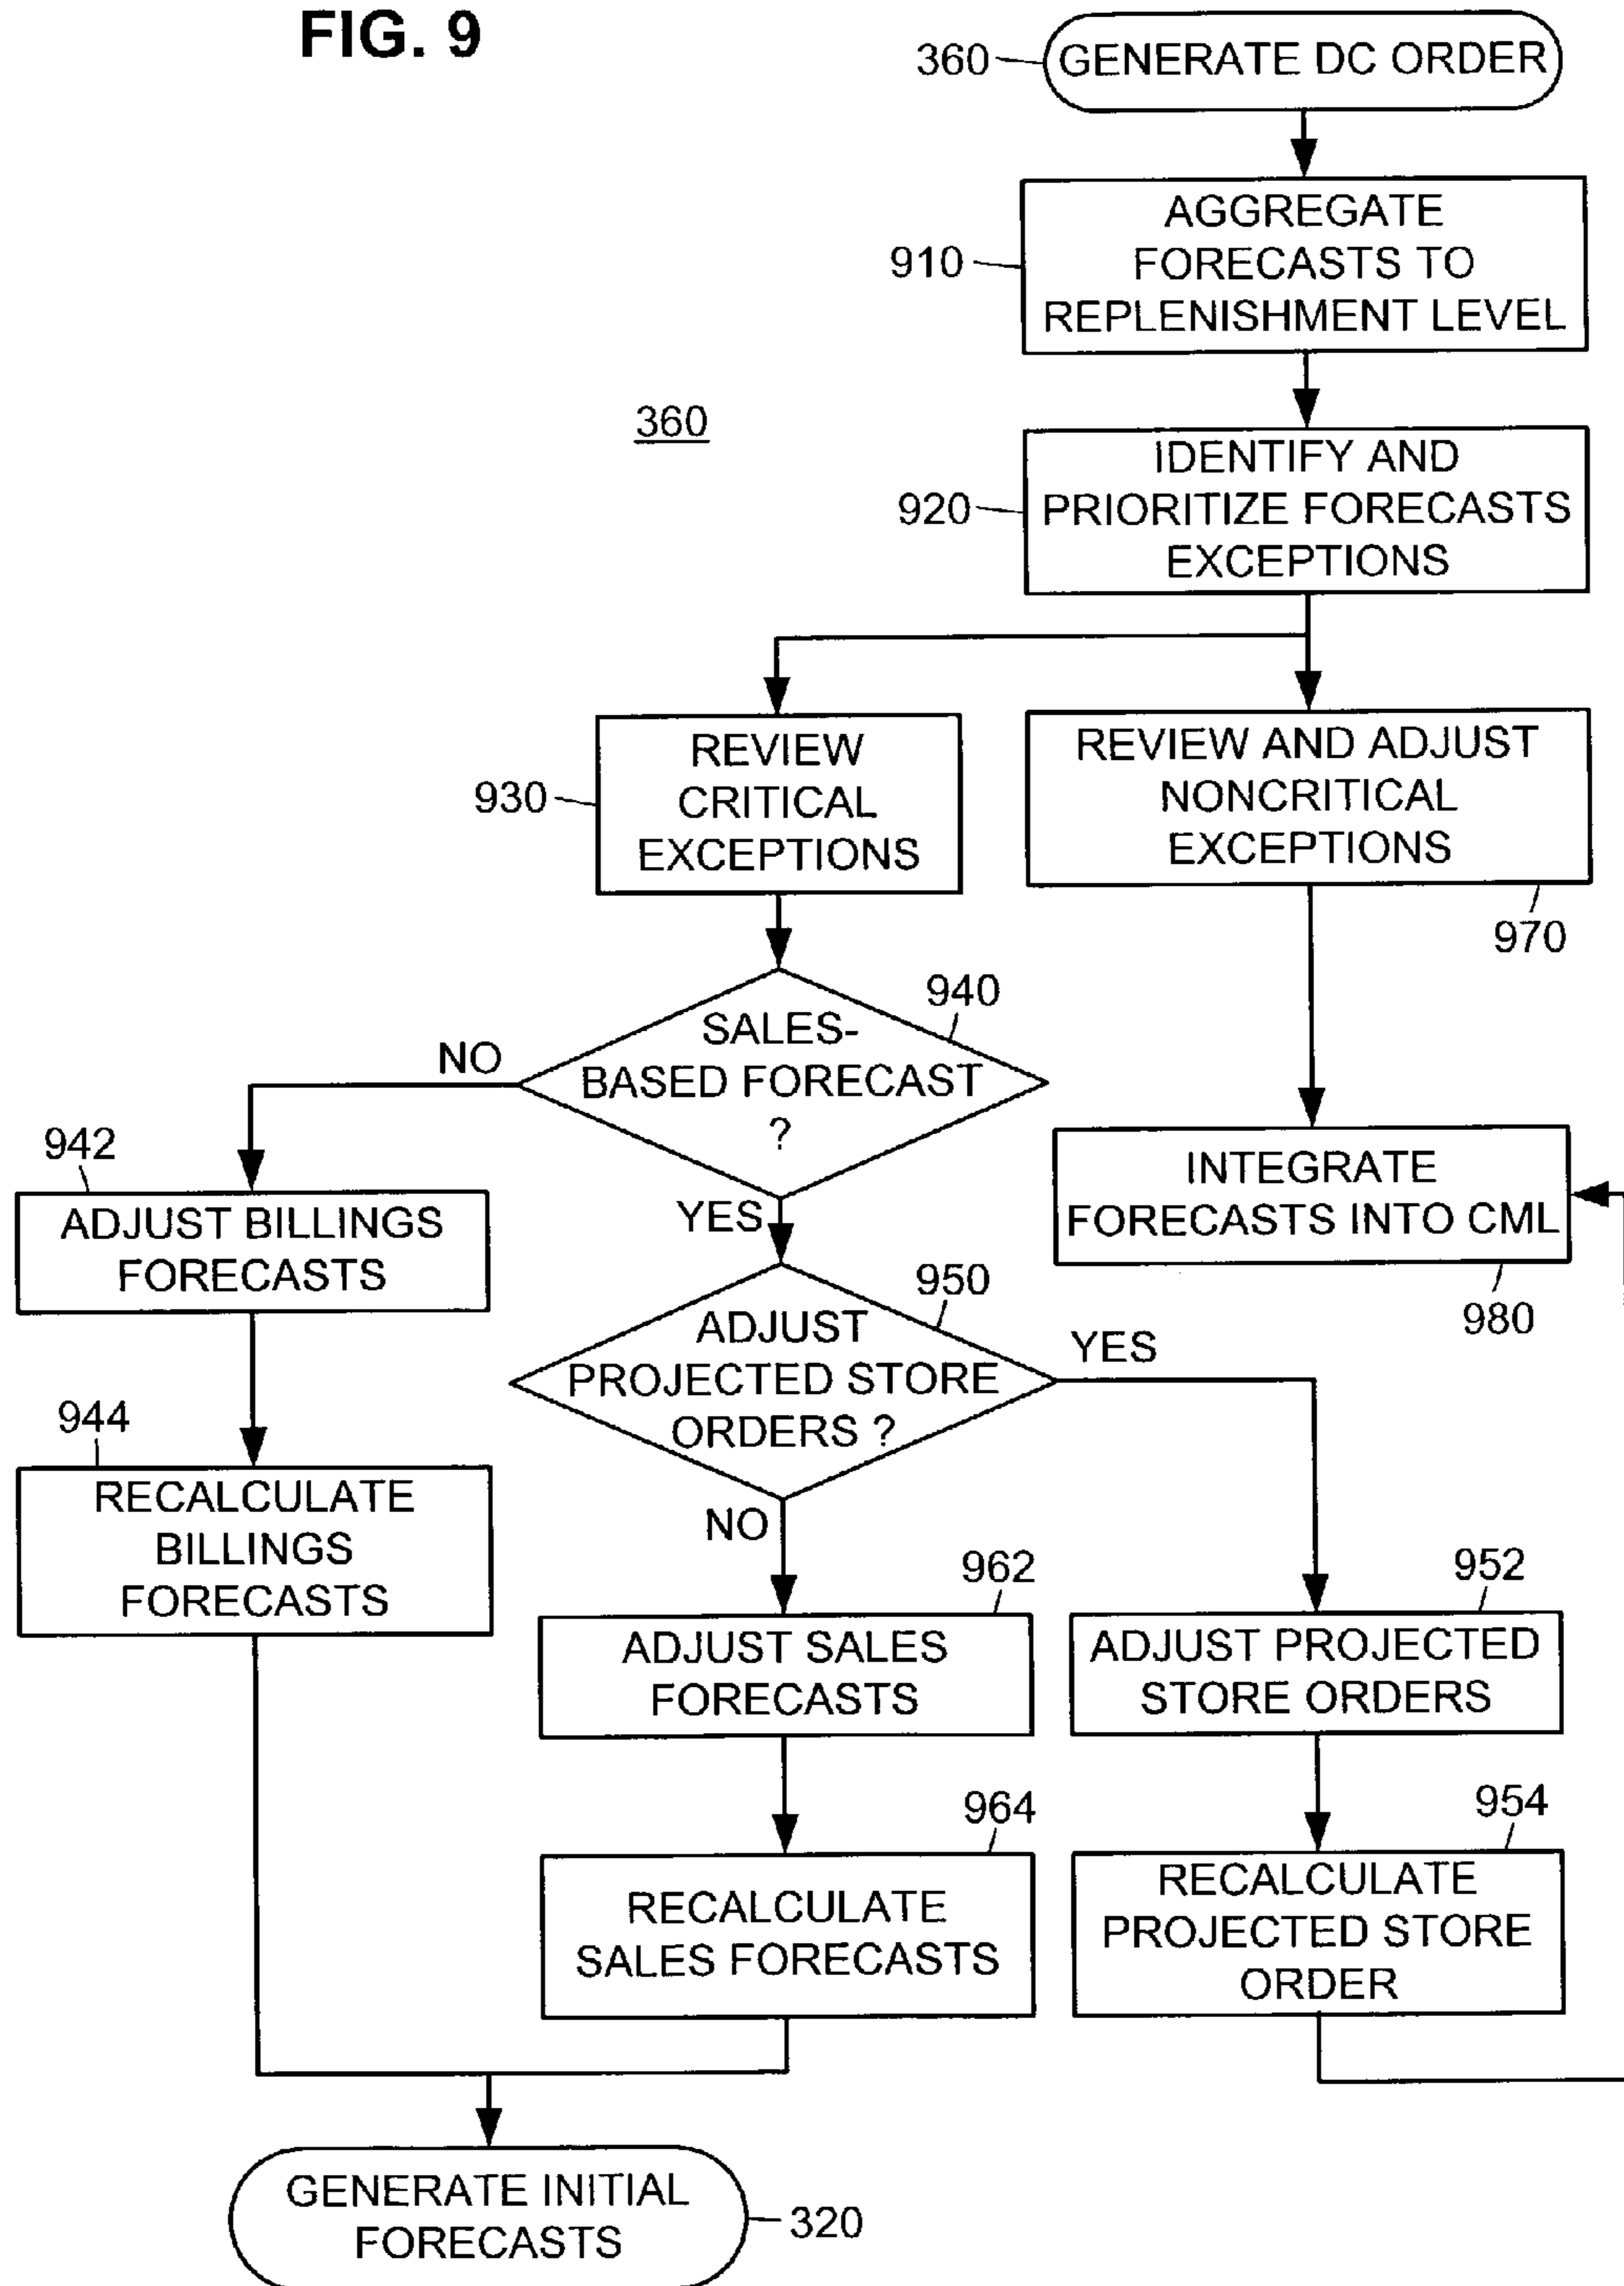 FIG. 9
360
GENERATE DC ORDER
910
AGGREGATE
FORECASTS TO
REPLENISHMENT LEVEL
360
920
IDENTIFY AND
PRIORITIZE FORECASTS
EXCEPTIONS
930
REVIEW
CRITICAL
EXCEPTIONS
REVIEW AND ADJUST
NONCRITICAL
EXCEPTIONS
970
940
SALES-
BASED FORECAST
?
NO
YES
942
ADJUST BILLINGS
FORECASTS
INTEGRATE
FORECASTS INTO CML
980
950
ADJUST
PROJECTED STORE
ORDERS ?
YES
NO
944
RECALCULATE
BILLINGS
FORECASTS
962
ADJUST SALES
FORECASTS
952
ADJUST PROJECTED
STORE ORDERS
964
RECALCULATE
SALES FORECASTS
954
RECALCULATE
PROJECTED STORE
ORDER
GENERATE INITIAL
FORECASTS
320